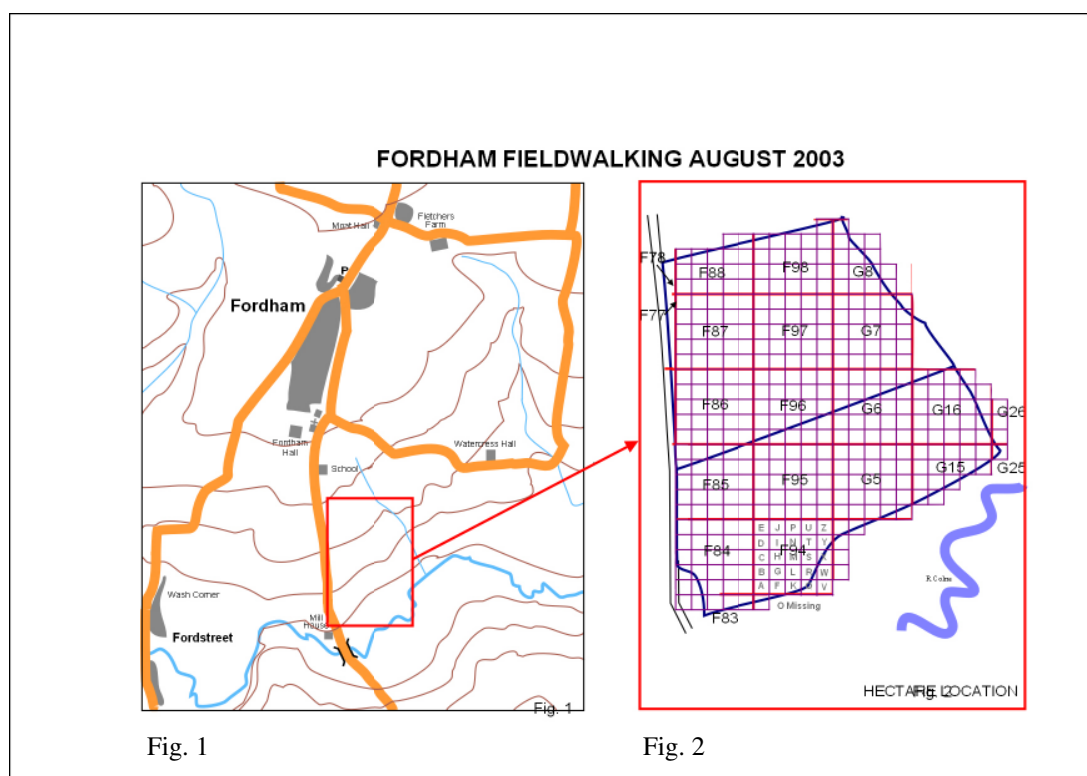 FORDHAM FIELDWALKING AUGUST 2003
Moat Hall
Fletchers
Farm
P
Fordham
Fordham
Hall
Watercress Hall
School
Wash Corner
Mill
House
Fordstreet
Fig. 1
F78
F88
F98
G8
F77
F87
F97
G7
F86
F96
G6
G16
G26
F85
F95
G5
G15
G25
E J P U Z
D I N T Y
F84
F94
C H M S
B G L R W
A F K V
O Missing
F83
R.Colne
HECTARE LOCATION
Fig. 2
Fig. 1
Fig. 2